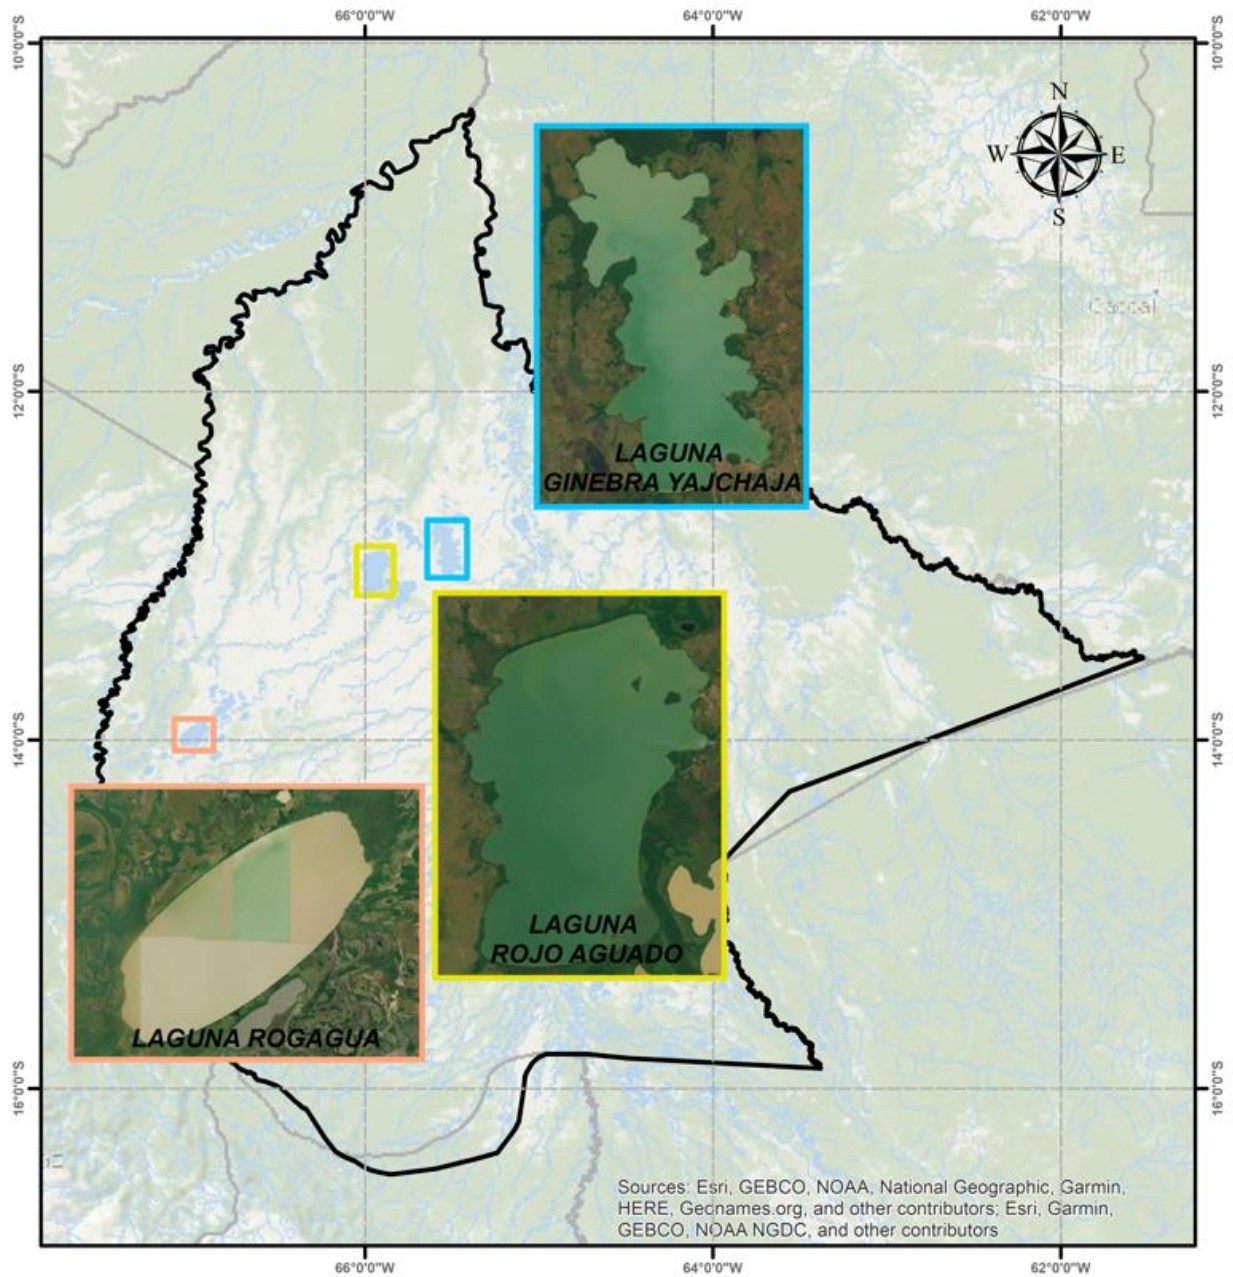 66°0'0"W
64°0'0"W
62°0'0"W
10°0'0"S
10°0'0"S
N
W
E
S
Caccal
12°0'0"S
12°0'0"S
LAGUNA
GINEBRA YAJCHAJA
14°0'0"S
14°0'0"S
LAGUNA
ROJO AGUADO
LAGUNA ROGAGUA
16°0'0"S
16°0'0"S
Sources: Esri, GEBCO, NOAA, National Geographic, Garmin,
HERE, Geonames.org, and other contributors; Esri, Garmin,
GEBCO, NOAA NGDC, and other contributors
66°0'0"W
64°0'0"W
62°0'0"W